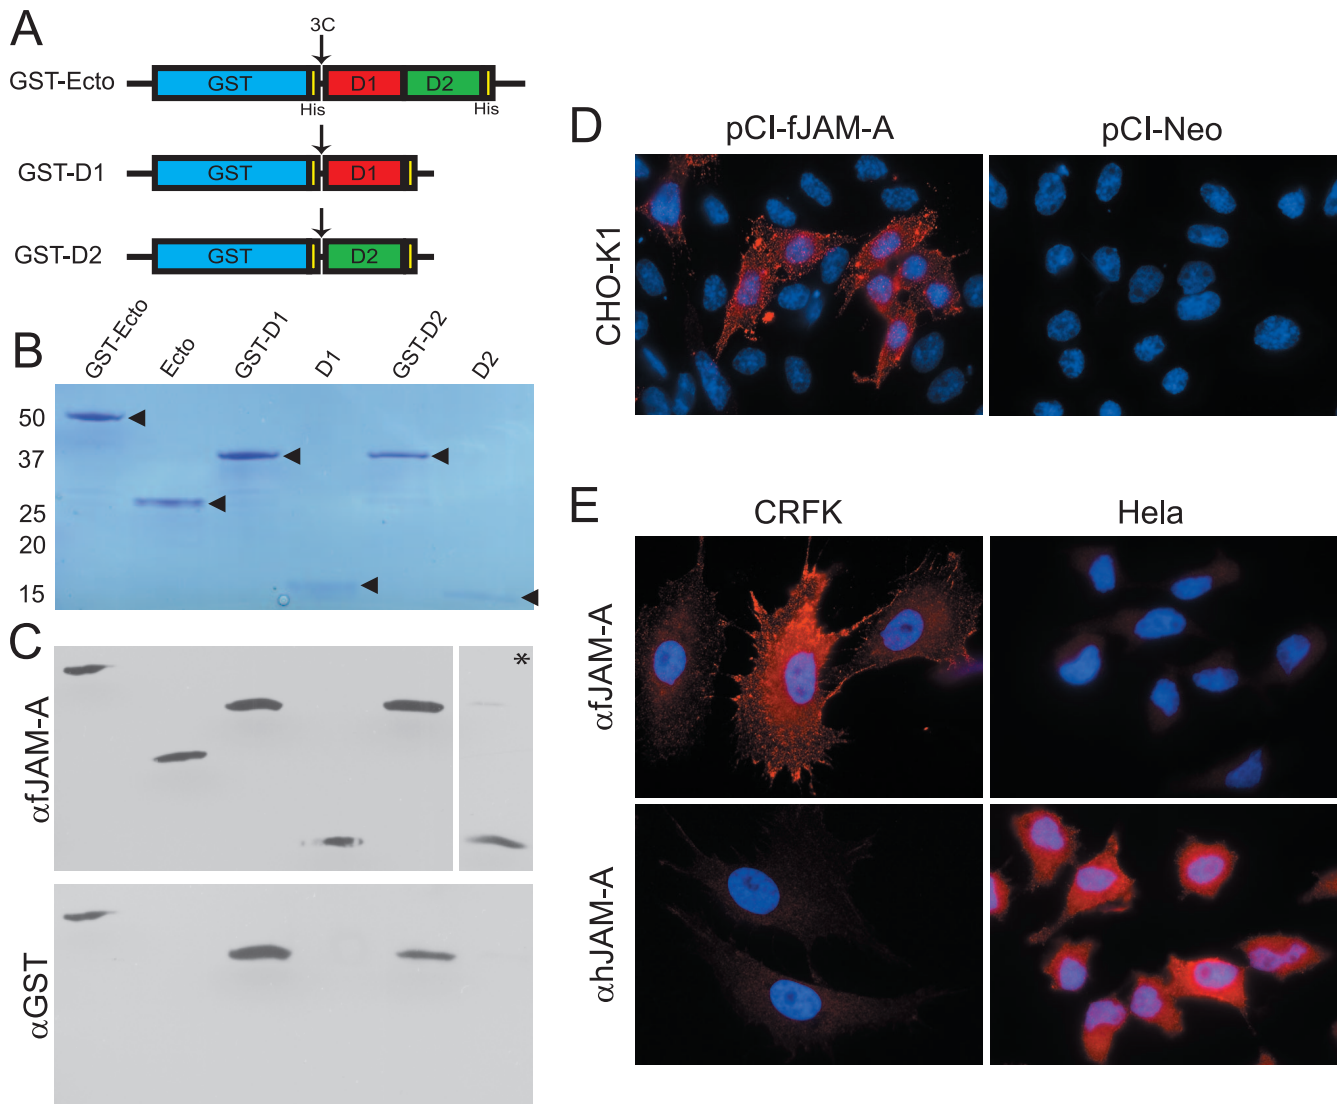 A
3C
GST-Ecto
GST
D1
D2
His
His
GST-D1
GST
D1
GST-D2
GST
D2
B
GST-Ecto
Ecto
GST-D1
D1
GST-D2
D2
50
37
25
20
15
C
αfJAM-A
*
αGST
D
pCI-fJAM-A
pCI-Neo
CHO-K1
E
CRFK
Hela
αfJAM-A
αhJAM-A